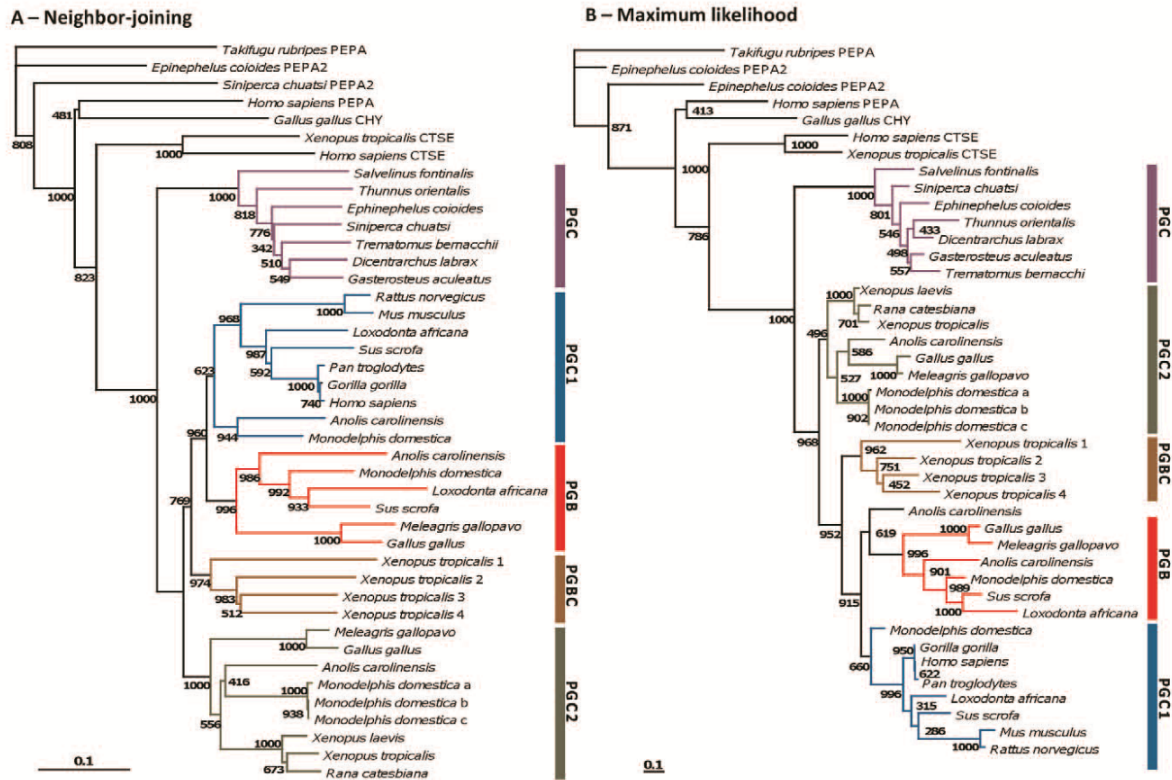 A – Neighbor-joining
Takifugu rubripes PEPA
Epinephelus coioides PEPA2
Siniperca chuatsi PEPA2
Homo sapiens PEPA
481
Gallus gallus CHY
808
Xenopus tropicalis CTSE
1000
Homo sapiens CTSE
Salvelinus fontinalis
1000
1000
Thunnus orientalis
818
Ephinephelus coioides
776
Siniperca chuatsi
342
Trematomus bernacchii
510
Dicentrarchus labrax
549
Gasterosteus aculeatus
823
PGC
Rattus norvegicus
1000
Mus musculus
968
Loxodonta africana
987
Sus scrofa
592
Pan troglodytes
623
1000
Gorilla gorilla
740
Homo sapiens
1000
Anolis carolinensis
944
Monodelphis domestica
960
PGC1
Anolis carolinensis
986
Monodelphis domestica
992
Loxodonta africana
769
933
Sus scrofa
996
Meleagris gallopavo
1000
Gallus gallus
PGB
Xenopus tropicalis 1
974
Xenopus tropicalis 2
983
Xenopus tropicalis 3
512
Xenopus tropicalis 4
PGBC
Meleagris gallopavo
1000
Gallus gallus
1000
Anolis carolinensis
416
1000
Monodelphis domestica a
938
Monodelphis domestica b
Monodelphis domestica c
556
Xenopus laevis
1000
Xenopus tropicalis
673
Rana catesbiana
PGC2
0.1
B – Maximum likelihood
Takifugu rubripes PEPA
Epinephelus coioides PEPA2
Epinephelus coioides PEPA2
Homo sapiens PEPA
413
Gallus gallus CHY
871
Homo sapiens CTSE
1000
Xenopus tropicalis CTSE
1000
Salvelinus fontinalis
Siniperca chuatsi
1000
801
Ephinephelus coioides
Thunnus orientalis
433
546
Dicentrarchus labrax
786
498
Gasterosteus aculeatus
557
Trematomus bernacchi
PGC
1000
Xenopus laevis
1000
Rana catesbiana
701
Xenopus tropicalis
496
Anolis carolinensis
586
Gallus gallus
1000
Meleagris gallopavo
527
1000
Monodelphis domestica a
902
Monodelphis domestica b
Monodelphis domestica c
PGC2
968
Xenopus tropicalis 1
962
Xenopus tropicalis 2
751
Xenopus tropicalis 3
452
Xenopus tropicalis 4
PGBC
952
Anolis carolinensis
619
1000
Gallus gallus
Meleagris gallopavo
996
Anolis carolinensis
901
Monodelphis domestica
989
Sus scrofa
1000
Loxodonta africana
PGB
915
Monodelphis domestica
660
950
Gorilla gorilla
Homo sapiens
622
Pan troglodytes
996
Loxodonta africana
315
Sus scrofa
286
Mus musculus
1000
Rattus norvegicus
PGC1
0.1